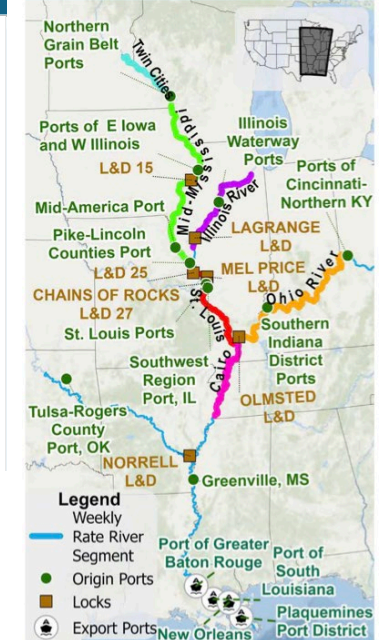 Northern
Grain Belt
Ports
Twin Cities
Ports of E Iowa
and W Illinois
L&D 15
Mid-Mississippi
Illinois
Waterway
Ports
Ports of
Cincinnati-
Northern KY
Mid-America Port
Illinois River
LAGRANGE
L&D
Pike-Lincoln
Counties Port
L&D 25
MEL PRICE
L&D
Ohio River
CHAINS OF ROCKS
L&D 27
St. Louis
St. Louis Ports
Southern
Indiana
District
Ports
Southwest
Region
Port, IL
Cairo
OLMSTED
L&D
Tulsa-Rogers
County
Port, OK
NORRELL
L&D
Greenville, MS
Legend
Weekly
Rate River
Segment
Origin Ports
Locks
Export Ports
Port of Greater
Baton Rouge
Port of
South
Louisiana
Plaquemines
Port District
New Orleans